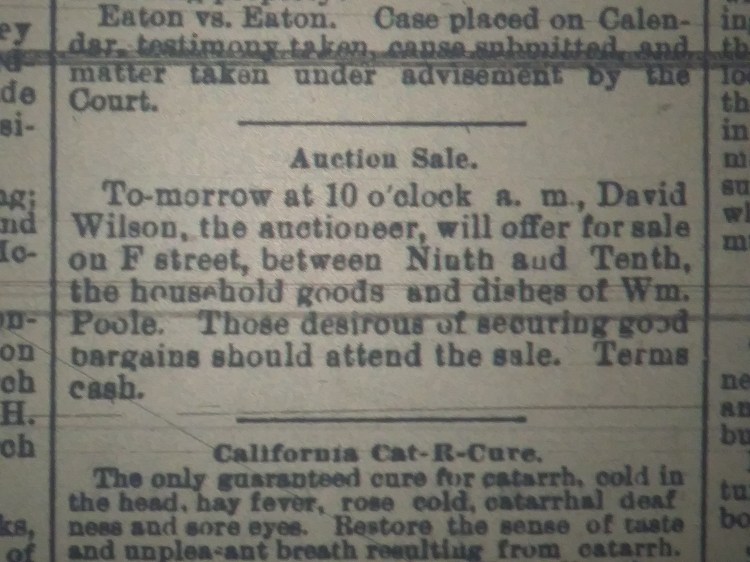 Eaton vs. Eaton. Case placed on Calen-
dar, testimony taken, cause submitted, and
matter taken under advisement by the
Court.
Auction Sale.
To-morrow at 10 o'clock a. m., David
Wilson, the auctioneer, will offer for sale
on F street, between Ninth and Tenth,
the household goods and dishes of Wm.
Poole. Those desirous of securing good
bargains should attend the sale. Terms
cash.
California Cat-R-Cure.
The only guaranteed cure for catarrh, cold in
the head, hay fever, rose cold, catarrhal deaf
ness and sore eyes. Restore the sense of taste
and unpleasant breath resulting from catarrh.